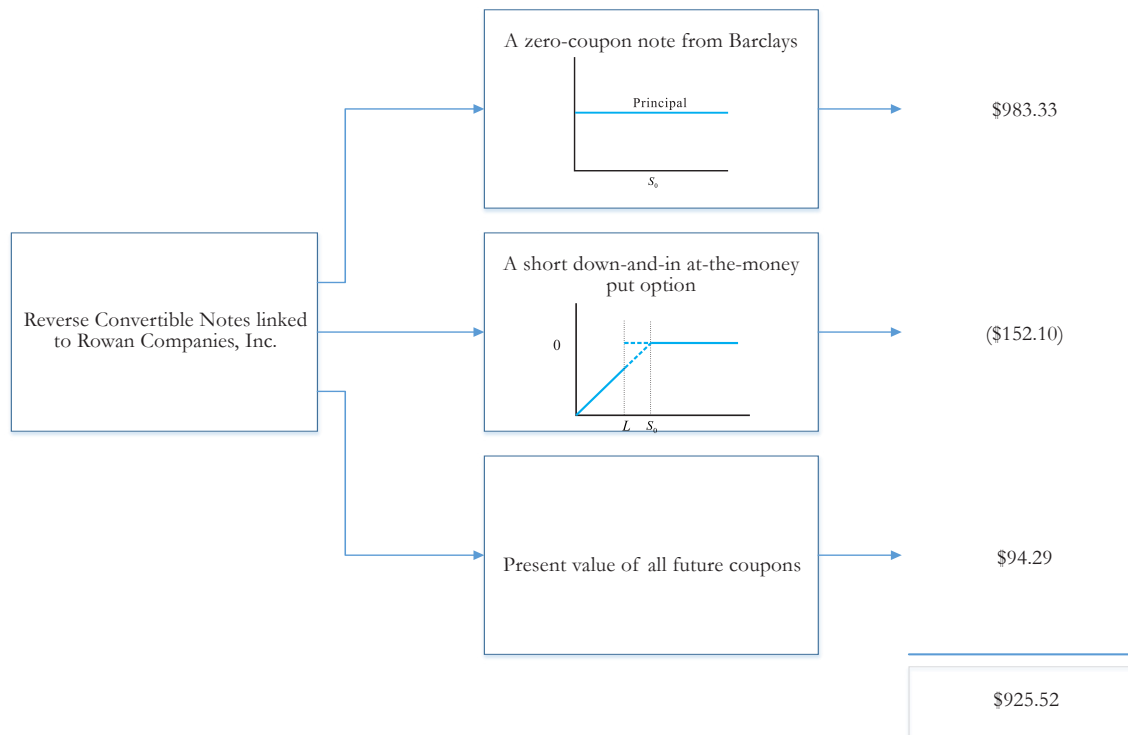 A zero-coupon note from Barclays
Principal
S₀
$983.33
Reverse Convertible Notes linked
to Rowan Companies, Inc.
A short down-and-in at-the-money
put option
0
L S₀
($152.10)
Present value of all future coupons
$94.29
$925.52